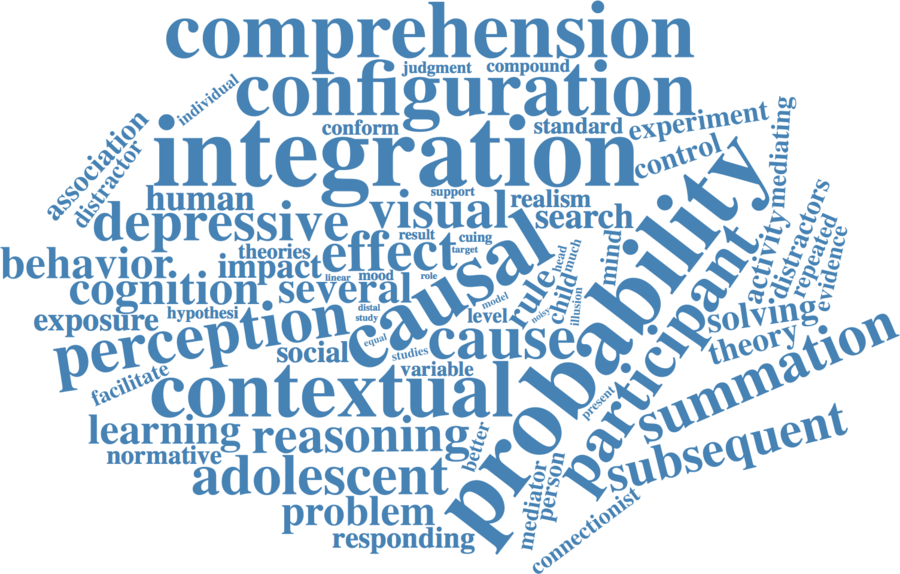 comprehension
judgment
compound
individual
configuration
association
distractor
conform
standard
experiment
mediating
integration
control
human
support
realism
depressive
visual
search
probability
distractors
theories
effect
result
cuing
target
causal
head
much
mind
activity
repeated
evidence
behavior
impact
linear
mood
role
cognition
several
distal
study
model
rule
noisy
child
illusion
participant
exposure
hypothesi
perception
equal
level
solving
social
studies
cause
theory
facilitate
variable
contextual
present
summation
learning
reasoning
better
normative
subsequent
adolescent
mediator
person
problem
connectionist
responding